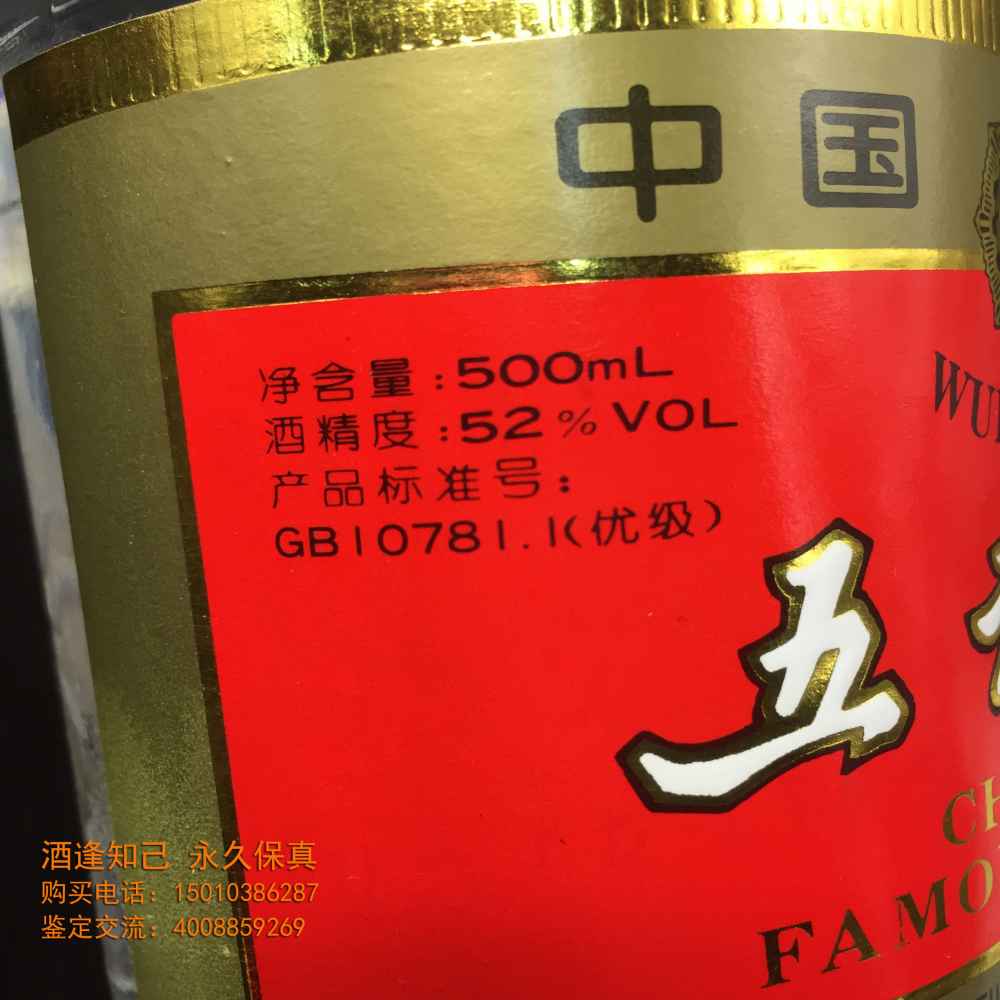 中国
净含量:500mL
酒精度:52%VOL
产品标准号:
GB10781.1(优级)
五
FAMO
酒逢知己 永久保真
购买电话:15010386287
鉴定交流:4008859269